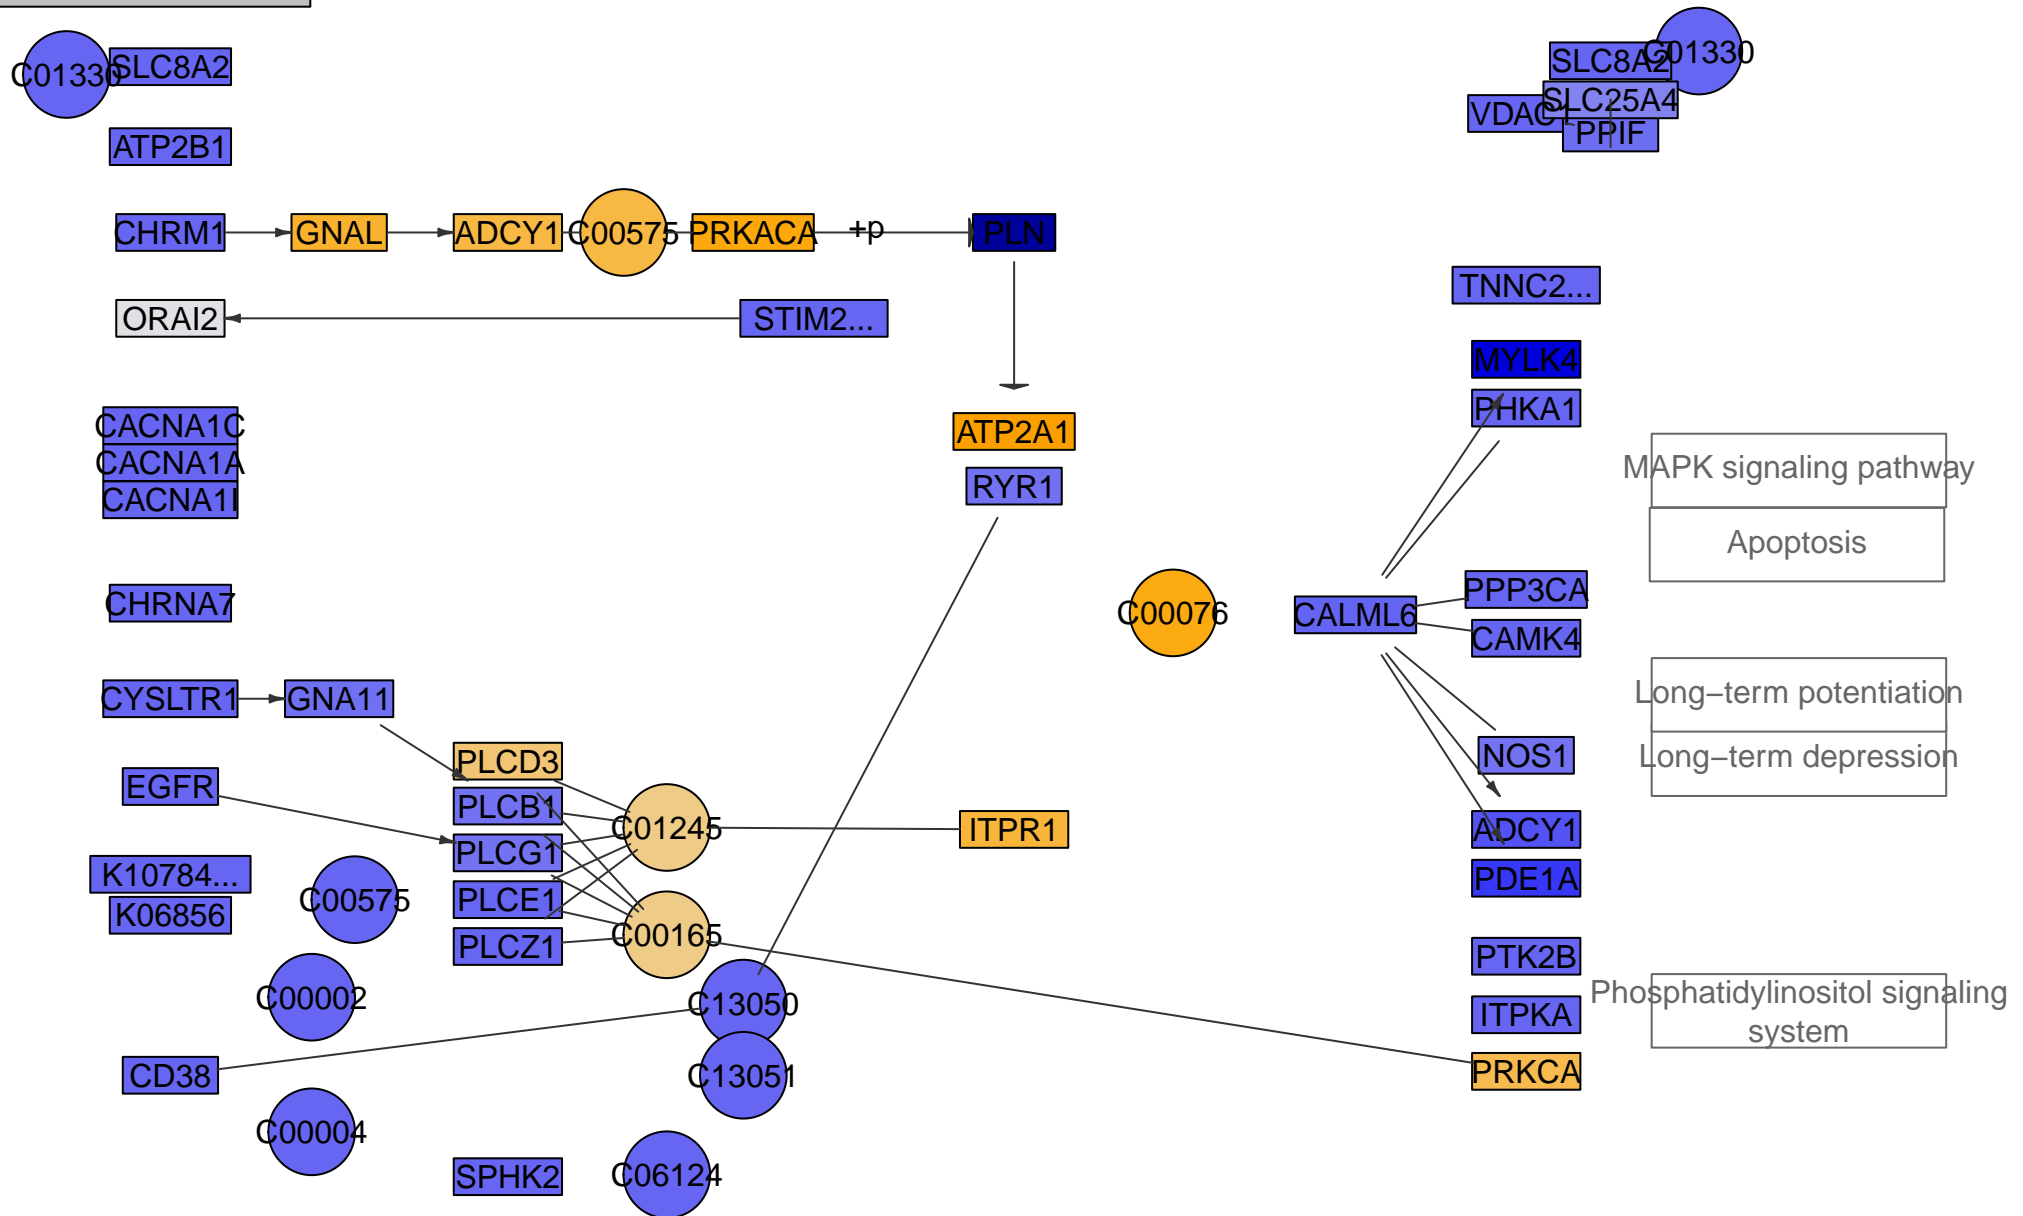 C01330
SLC8A2
SLC8A2
C01330
SLC25A4
VDAC1
PPIF
ATP2B1
CHRM1
GNAL
ADCY1
C00575
PRKACA
+p
PLN
TNNC2...
ORAI2
STIM2...
MYLK4
PHKA1
CACNA1C
CACNA1A
CACNA1I
ATP2A1
RYR1
MAPK signaling pathway
Apoptosis
CHRNA7
C00076
CALML6
PPP3CA
CAMK4
CYSLTR1
GNA11
Long−term potentiation
Long−term depression
NOS1
PLCD3
EGFR
PLCB1
C01245
ITPR1
ADCY1
PLCG1
K10784...
PDE1A
C00575
PLCE1
K06856
C00165
PLCZ1
PTK2B
C00002
C13050
Phosphatidylinositol signaling
system
ITPKA
CD38
C13051
PRKCA
C00004
SPHK2
C06124